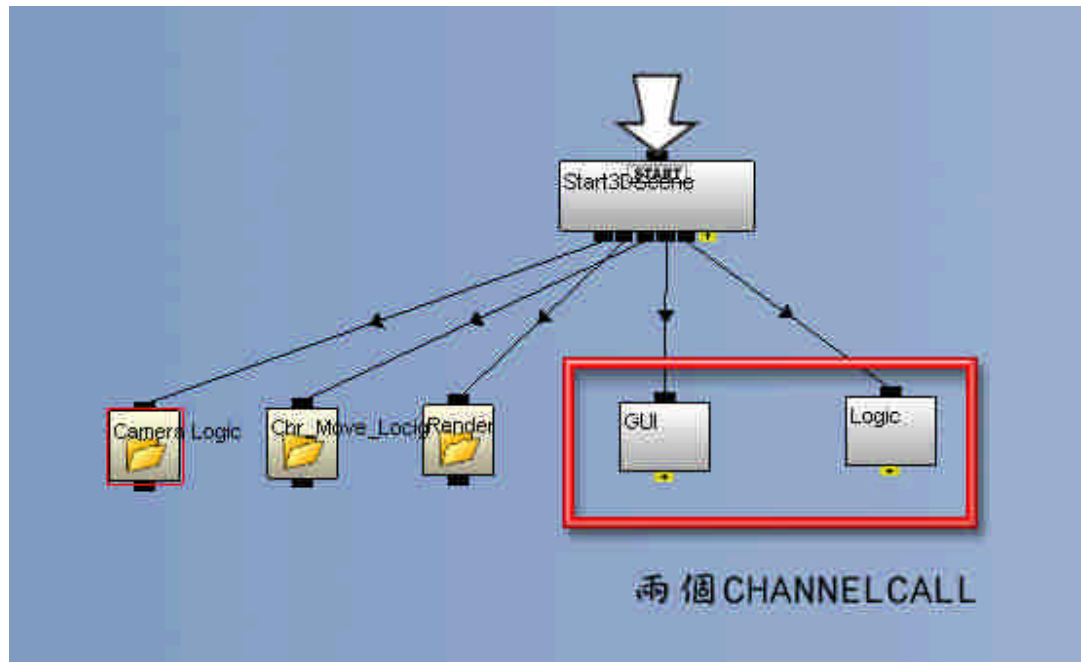 START
Start3DScene
Camera Logic
Chr_Move_Locig
Render
GUI
Logic
兩個CHANNELCALL